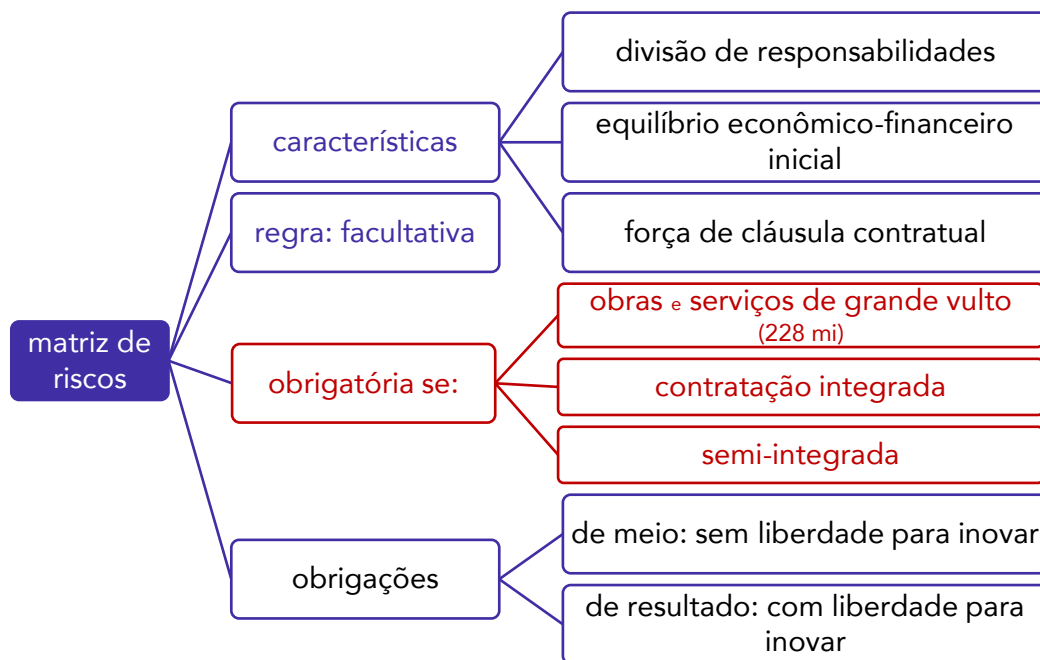 matriz de
riscos
características
divisão de responsabilidades
equilíbrio econômico-financeiro
inicial
força de cláusula contratual
regra: facultativa
obrigatória se:
obras e serviços de grande vulto
(228 mi)
contratação integrada
semi-integrada
obrigações
de meio: sem liberdade para inovar
de resultado: com liberdade para
inovar